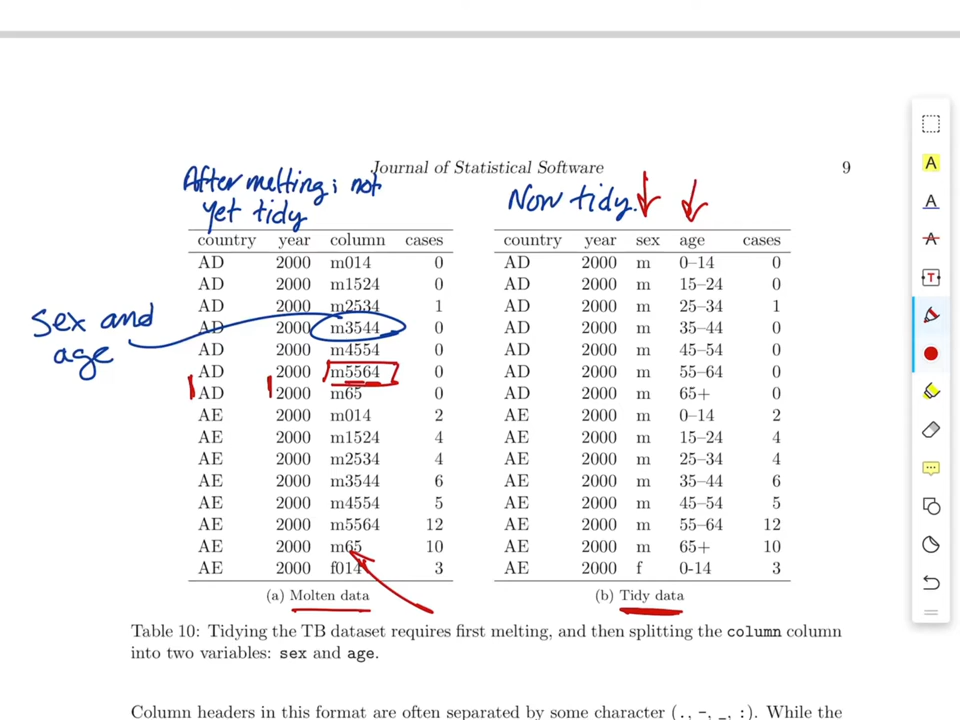 Journal of Statistical Software 9
After melting; not
yet tidy
Now tidy.
country year column cases
AD 2000 m014 0
AD 2000 m1524 0
AD 2000 m2534 1
AD 2000 m3544 0
AD 2000 m4554 0
AD 2000 m5564 0
AD 2000 m65 0
AE 2000 m014 2
AE 2000 m1524 4
AE 2000 m2534 4
AE 2000 m3544 6
AE 2000 m4554 5
AE 2000 m5564 12
AE 2000 m65 10
AE 2000 f014 3
(a) Molten data
Sex and
age
country year sex age cases
AD 2000 m 0–14 0
AD 2000 m 15–24 0
AD 2000 m 25–34 1
AD 2000 m 35–44 0
AD 2000 m 45–54 0
AD 2000 m 55–64 0
AD 2000 m 65+ 0
AE 2000 m 0–14 2
AE 2000 m 15–24 4
AE 2000 m 25–34 4
AE 2000 m 35–44 6
AE 2000 m 45–54 5
AE 2000 m 55–64 12
AE 2000 m 65+ 10
AE 2000 f 0-14 3
(b) Tidy data
Table 10: Tidying the TB dataset requires first melting, and then splitting the column column
into two variables: sex and age.
Column headers in this format are often separated by some character (., -, _, :). While the
A
A
A
T